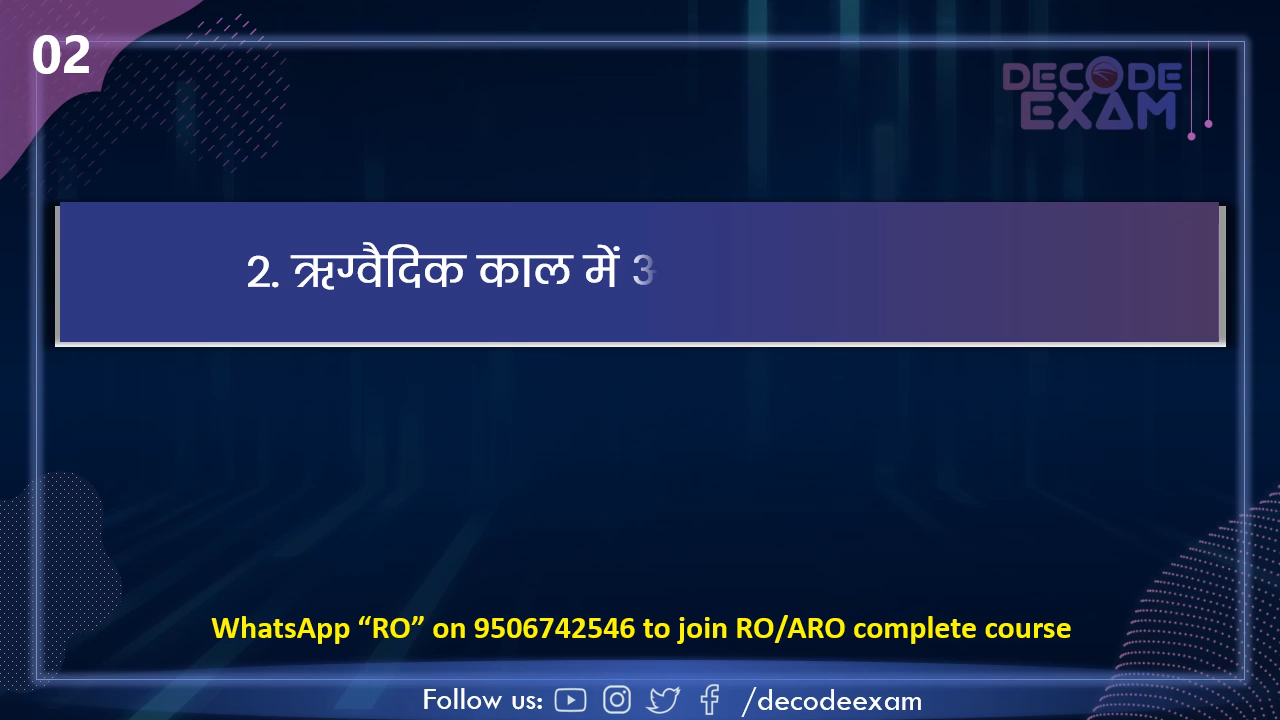 02
DECODE
EXAM
2. ऋग्वैदिक काल में
WhatsApp “RO” on 9506742546 to join RO/ARO complete course
Follow us: /decodeexam